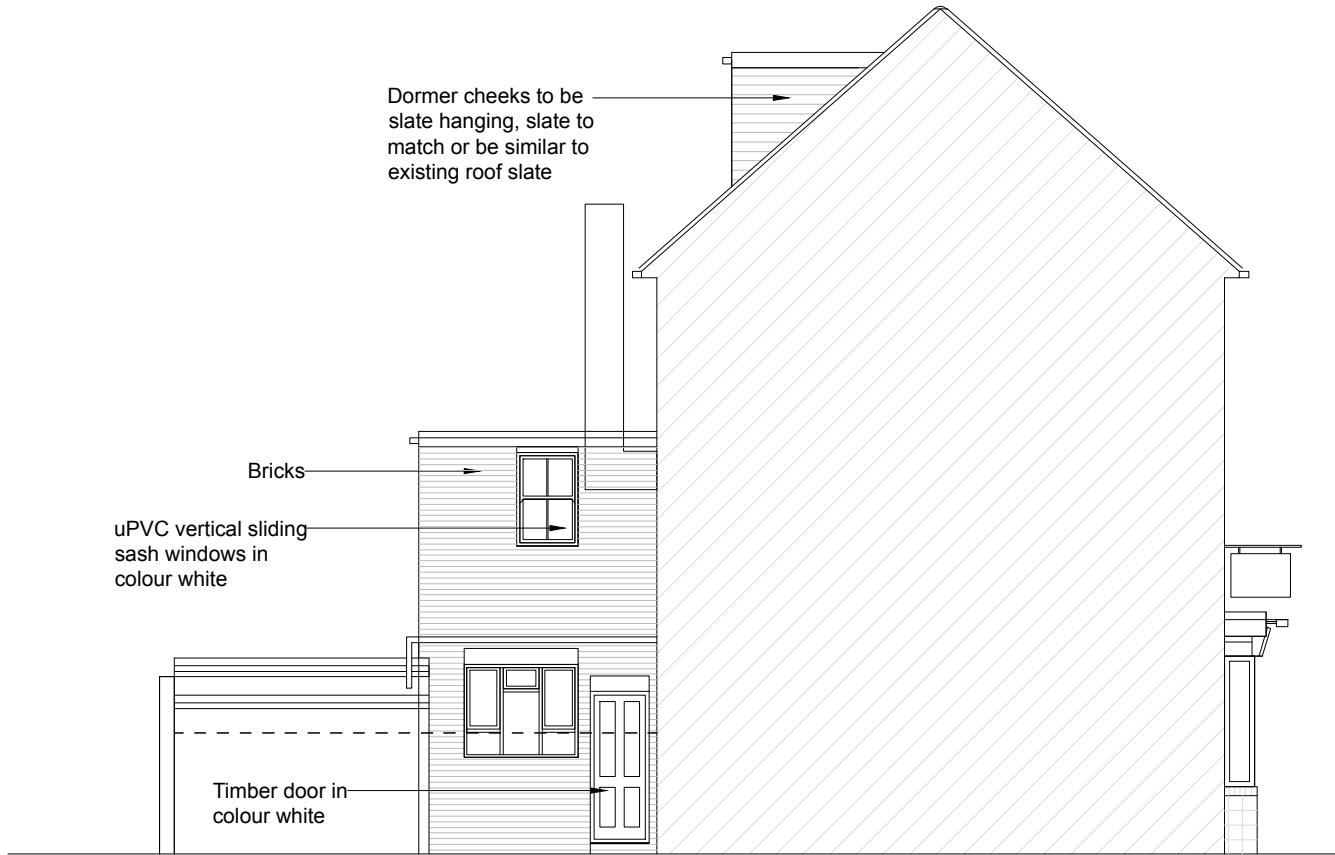 Dormer cheeks to be
slate hanging, slate to
match or be similar to
existing roof slate
Bricks
uPVC vertical sliding
sash windows in
colour white
Timber door in
colour white